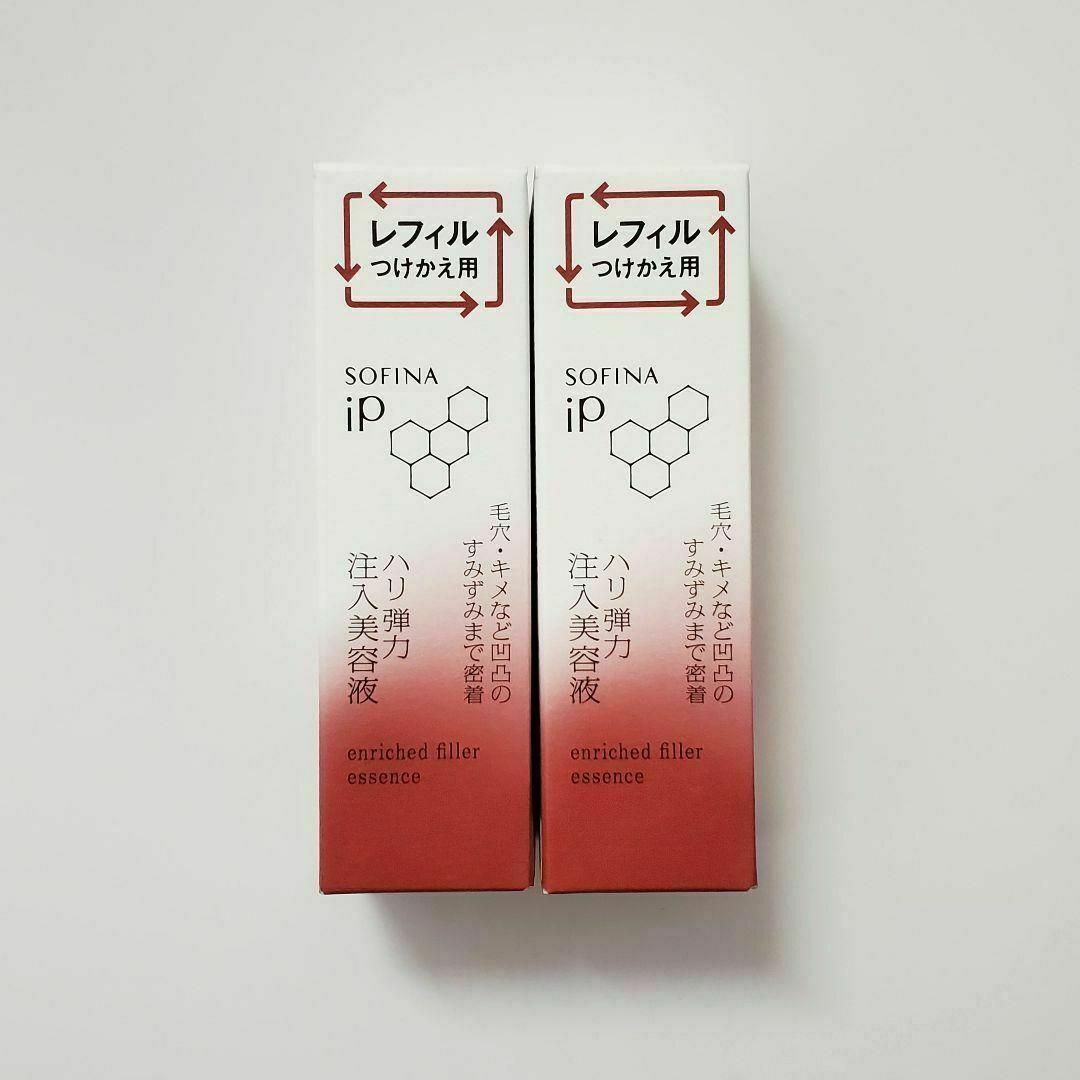 レフィル
つけかえ用
SOFINA
iP
毛穴・キメなど凹凸の
すみずみまで密着
ハリ弾力
注入美容液
enriched filler
essence
レフィル
つけかえ用
SOFINA
iP
毛穴・キメなど凹凸の
すみずみまで密着
ハリ弾力
注入美容液
enriched filler
essence